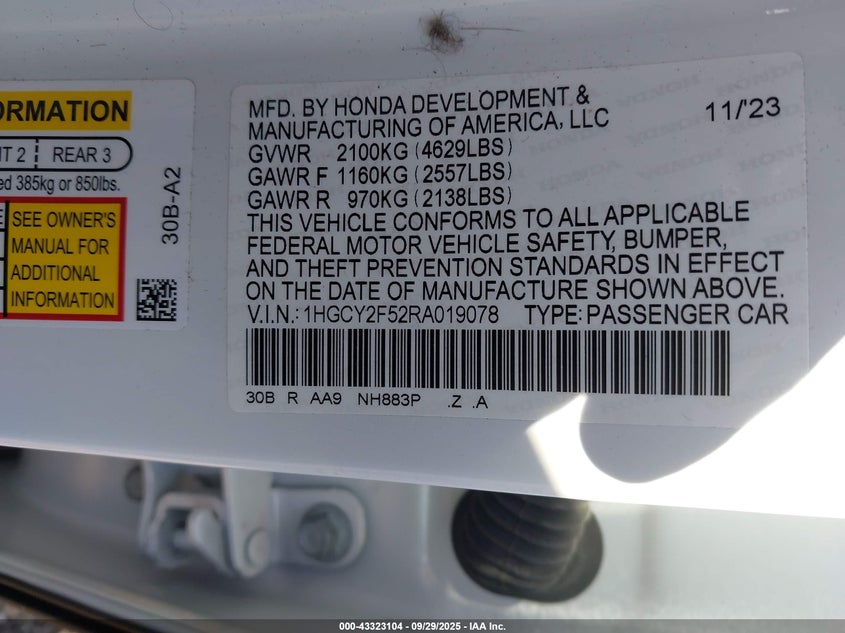 ORMATION
T 2 REAR 3
ed 385kg or 850lbs.
SEE OWNER'S
MANUAL FOR
ADDITIONAL
INFORMATION
30B-A2
MFD. BY HONDA DEVELOPMENT &
MANUFACTURING OF AMERICA, LLC 11/23
GVWR 2100KG (4629LBS)
GAWR F 1160KG (2557LBS)
GAWR R 970KG (2138LBS)
THIS VEHICLE CONFORMS TO ALL APPLICABLE
FEDERAL MOTOR VEHICLE SAFETY, BUMPER,
AND THEFT PREVENTION STANDARDS IN EFFECT
ON THE DATE OF MANUFACTURE SHOWN ABOVE.
V.I.N.: 1HGCY2F52RA019078 TYPE: PASSENGER CAR
30B R AA9 NH883P .Z .A
000-43323104 / 09/29/2025 - IAA Inc.